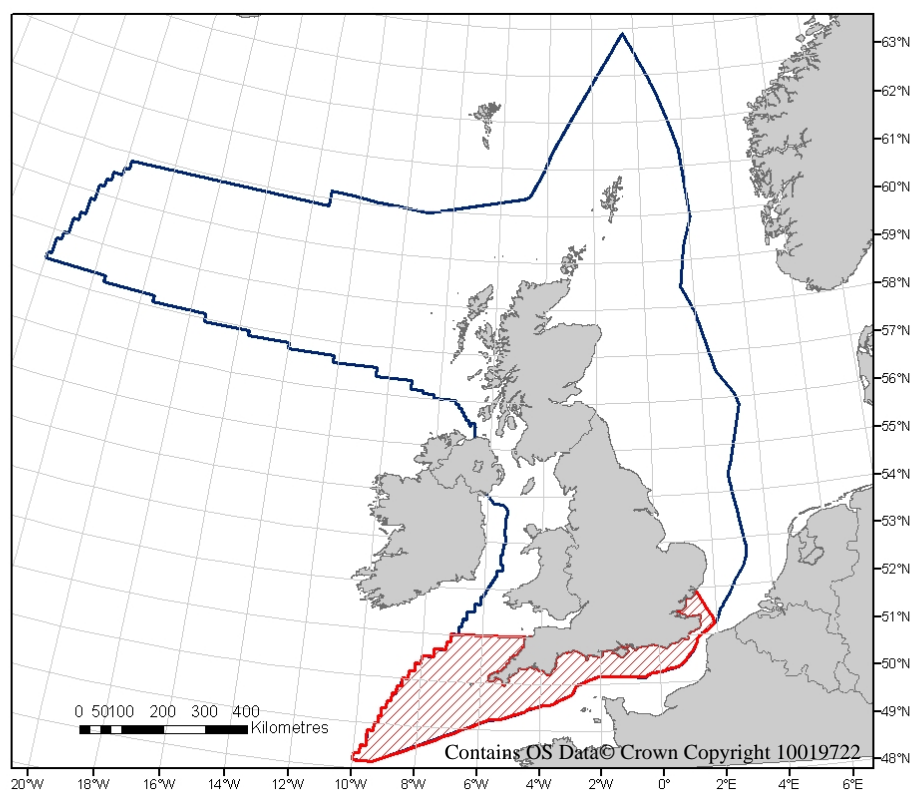 63°N
62°N
61°N
60°N
59°N
58°N
57°N
56°N
55°N
54°N
53°N
52°N
51°N
50°N
49°N
48°N
0 50100 200 300 400
Kilometres
Contains OS Data© Crown Copyright 10019722
20°W 18°W 16°W 14°W 12°W 10°W 8°W 6°W 4°W 2°W 0° 2°E 4°E 6°E